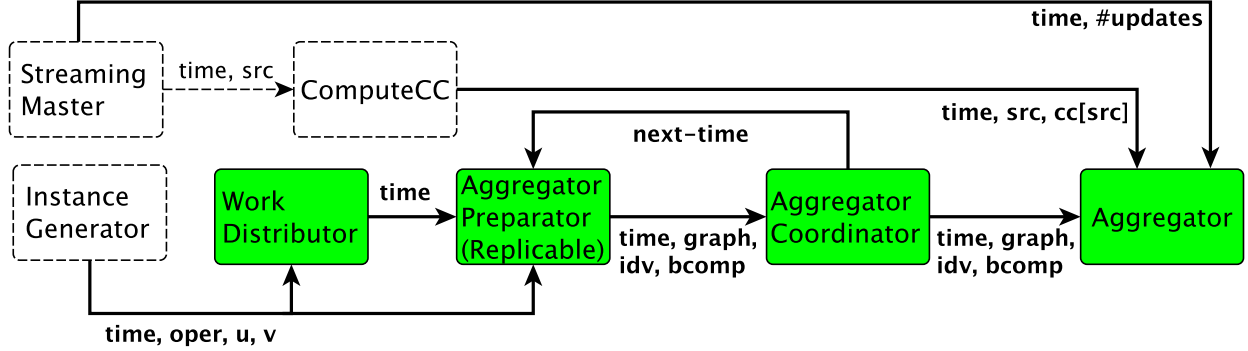 time, #updates
Streaming
Master
time, src
ComputeCC
time, src, cc[src]
next-time
Instance
Generator
Work
Distributor
time
Aggregator
Preparator
(Replicable)
time, graph,
idv, bcomp
Aggregator
Coordinator
time, graph,
idv, bcomp
Aggregator
time, oper, u, v